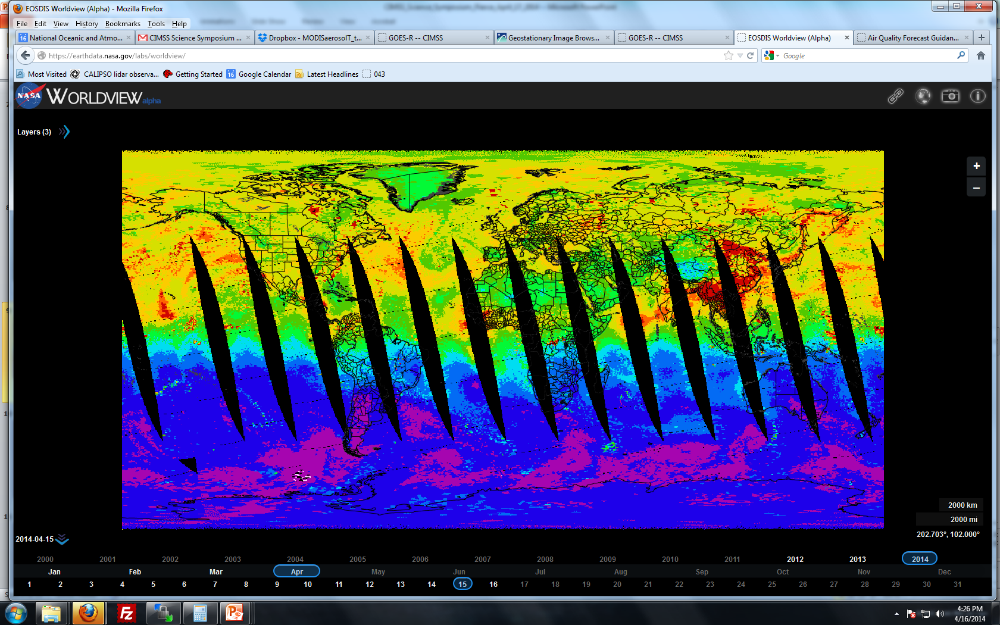 EOSDIS Worldview (Alpha) - Mozilla Firefox
File Edit View History Bookmarks Tools Help
National Oceanic and Atmo... CIMSS Science Symposium ... Dropbox - MODISaerosolT_t... GOES-R -- CIMSS Geostationary Image Brows... GOES-R -- CIMSS EOSDIS Worldview (Alpha) Air Quality Forecast Guidan...
https://earthdata.nasa.gov/labs/worldview/ Google
Most Visited CALIPSO lidar observa... Getting Started 16 Google Calendar Latest Headlines 043
NASA WORLDVIEW alpha
Layers (3)
+
−
2000 km
2000 mi
202.703°, 102.000°
2014-04-15
2000 2001 2002 2003 2004 2005 2006 2007 2008 2009 2010 2011 2012 2013 2014
Jan Feb Mar Apr May Jun Jul Aug Sep Oct Nov Dec
1 2 3 4 5 6 7 8 9 10 11 12 13 14 15 16 17 18 19 20 21 22 23 24 25 26 27 28 29 30 31
4:26 PM
4/16/2014